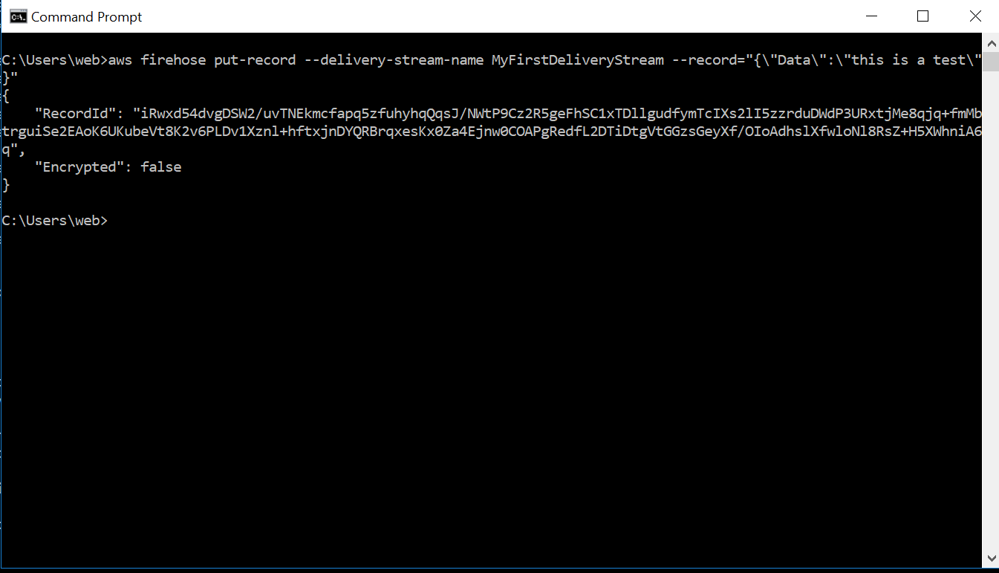 Command Prompt
C:\Users\web>aws firehose put-record --delivery-stream-name MyFirstDeliveryStream --record="{\"Data\":\"this is a test\"
}"
{
    "RecordId": "iRwxd54dvgDSW2/uvTNEkmcfapq5zfuhyhqQqsJ/NWtP9Cz2R5geFhSC1xTDllgudfymTcIXs2lI5zzrduDWdP3URxtjMe8qjq+fmMb
trguiSe2EAoK6UKubeVt8K2v6PLDv1Xznl+hftxjnDYQRBrqxesKx0Za4Ejnw0COAPgRedfL2DTiDtgVtGGzsGeyXf/OIoAdhslXfwloNl8RsZ+H5XWhniA6
q",
    "Encrypted": false
}
C:\Users\web>